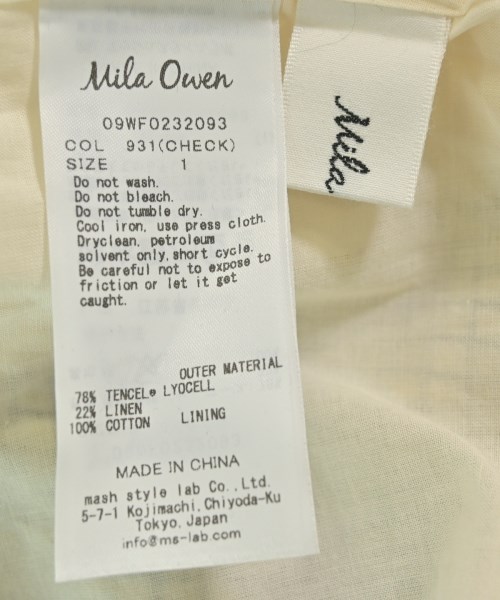 Mila Owen
09WFO232093
COL 931(CHECK)
SIZE 1
Do not wash.
Do not bleach.
Do not tumble dry.
Cool iron, use press cloth.
Dryclean, petroleum
solvent only, short cycle.
Be careful not to expose to
friction or let it get
caught.
OUTER MATERIAL
78% TENCEL® LYOCELL
22% LINEN
LINING
100% COTTON
MADE IN CHINA
mash style lab Co.,Ltd.
5-7-1 Kojimachi,Chiyoda-Ku
Tokyo,Japan
info@ms-lab.com
Mila